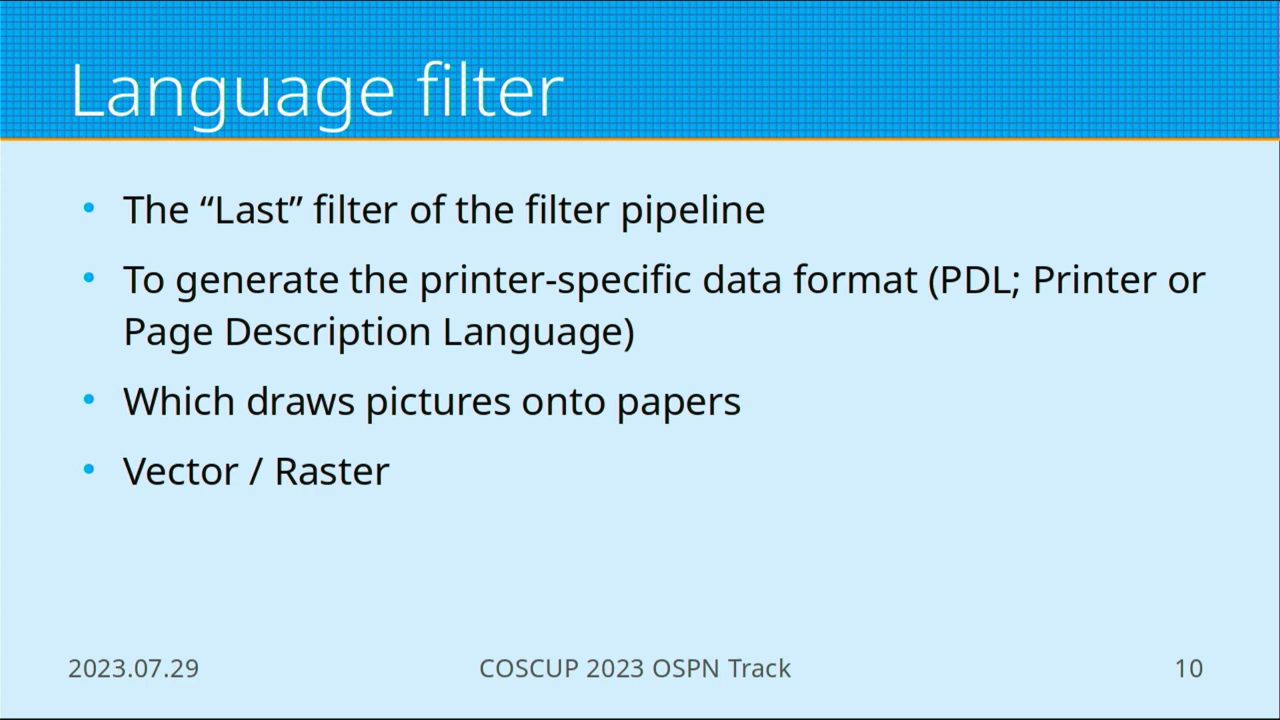 Language filter
• The “Last” filter of the filter pipeline
• To generate the printer-specific data format (PDL; Printer or
Page Description Language)
• Which draws pictures onto papers
• Vector / Raster
2023.07.29
COSCUP 2023 OSPN Track
10